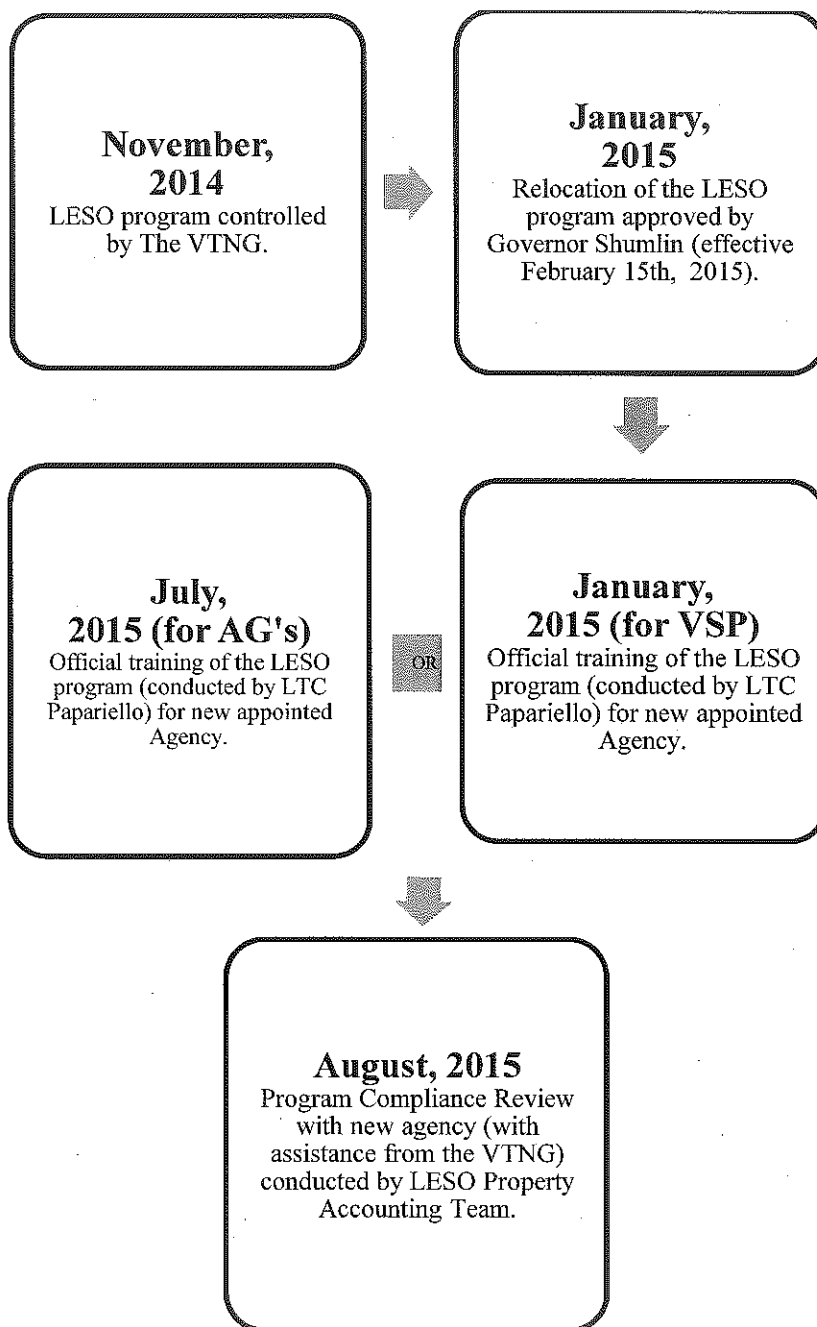 November,
2014
LESO program controlled
by The VTNG.
January,
2015
Relocation of the LESO
program approved by
Governor Shumlin (effective
February 15th, 2015).
July,
2015 (for AG's)
Official training of the LESO
program (conducted by LTC
Papariello) for new appointed
Agency.
OR
January,
2015 (for VSP)
Official training of the LESO
program (conducted by LTC
Papariello) for new appointed
Agency.
August, 2015
Program Compliance Review
with new agency (with
assistance from the VTNG)
conducted by LESO Property
Accounting Team.